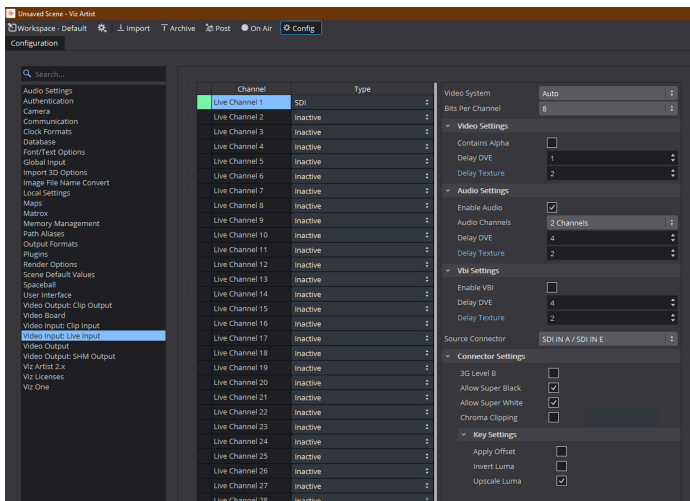 Unsaved Scene - Viz Artist
Workspace - Default Import Archive Post On Air Config
Configuration
Search...
Audio Settings
Authentication
Camera
Communication
Clock Formats
Database
Font/Text Options
Global Input
Import 3D Options
Image File Name Convert
Local Settings
Maps
Matrox
Memory Management
Path Aliases
Output Formats
Plugins
Render Options
Scene Default Values
Spaceball
User Interface
Video Output: Clip Output
Video Board
Video Input: Clip Input
Video Input: Live Input
Video Output
Video Output: SHM Output
Viz Artist 2.x
Viz Licenses
Viz One
Channel Type
Live Channel 1 SDI
Live Channel 2 Inactive
Live Channel 3 Inactive
Live Channel 4 Inactive
Live Channel 5 Inactive
Live Channel 6 Inactive
Live Channel 7 Inactive
Live Channel 8 Inactive
Live Channel 9 Inactive
Live Channel 10 Inactive
Live Channel 11 Inactive
Live Channel 12 Inactive
Live Channel 13 Inactive
Live Channel 14 Inactive
Live Channel 15 Inactive
Live Channel 16 Inactive
Live Channel 17 Inactive
Live Channel 18 Inactive
Live Channel 19 Inactive
Live Channel 20 Inactive
Live Channel 21 Inactive
Live Channel 22 Inactive
Live Channel 23 Inactive
Live Channel 24 Inactive
Live Channel 25 Inactive
Live Channel 26 Inactive
Live Channel 27 Inactive
Live Channel 28 Inactive
Video System Auto
Bits Per Channel 8
Video Settings
Contains Alpha
Delay DVE 1
Delay Texture 2
Audio Settings
Enable Audio
Audio Channels 2 Channels
Delay DVE 4
Delay Texture 2
Vbi Settings
Enable VBI
Delay DVE 4
Delay Texture 2
Source Connector SDI IN A / SDI IN E
Connector Settings
3G Level B
Allow Super Black
Allow Super White
Chroma Clipping
Key Settings
Apply Offset
Invert Luma
Upscale Luma